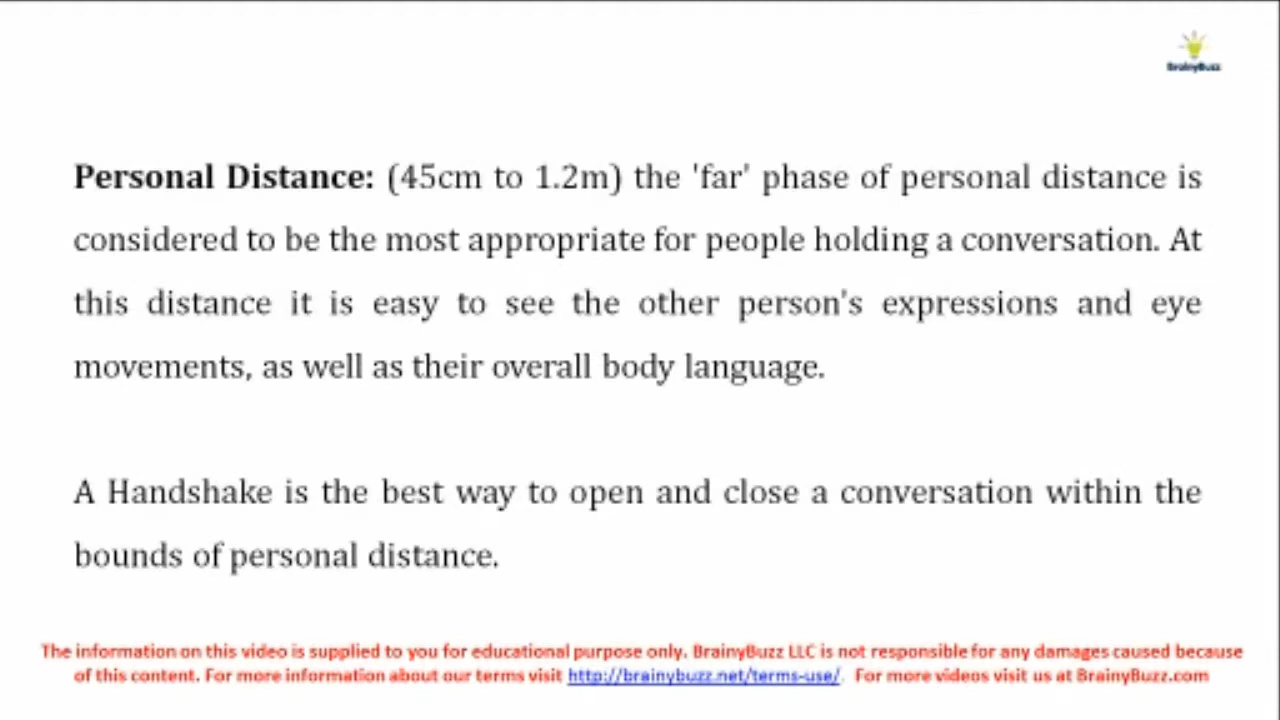 BrainyBuzz
Personal Distance: (45cm to 1.2m) the 'far' phase of personal distance is
considered to be the most appropriate for people holding a conversation. At
this distance it is easy to see the other person's expressions and eye
movements, as well as their overall body language.
A Handshake is the best way to open and close a conversation within the
bounds of personal distance.
The information on this video is supplied to you for educational purpose only. BrainyBuzz LLC is not responsible for any damages caused because
of this content. For more information about our terms visit http://brainybuzz.net/terms-use/. For more videos visit us at BrainyBuzz.com